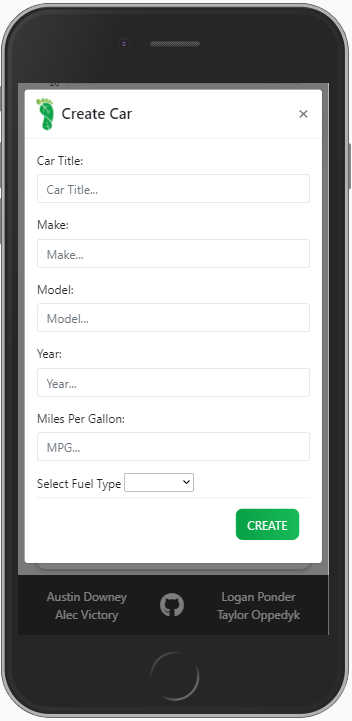 20
Create Car
×
Car Title:
Car Title...
Make:
Make...
Model:
Model...
Year:
Year...
Miles Per Gallon:
MPG...
Select Fuel Type
CREATE
Austin Downey
Alec Victory
Logan Ponder
Taylor Oppedyk